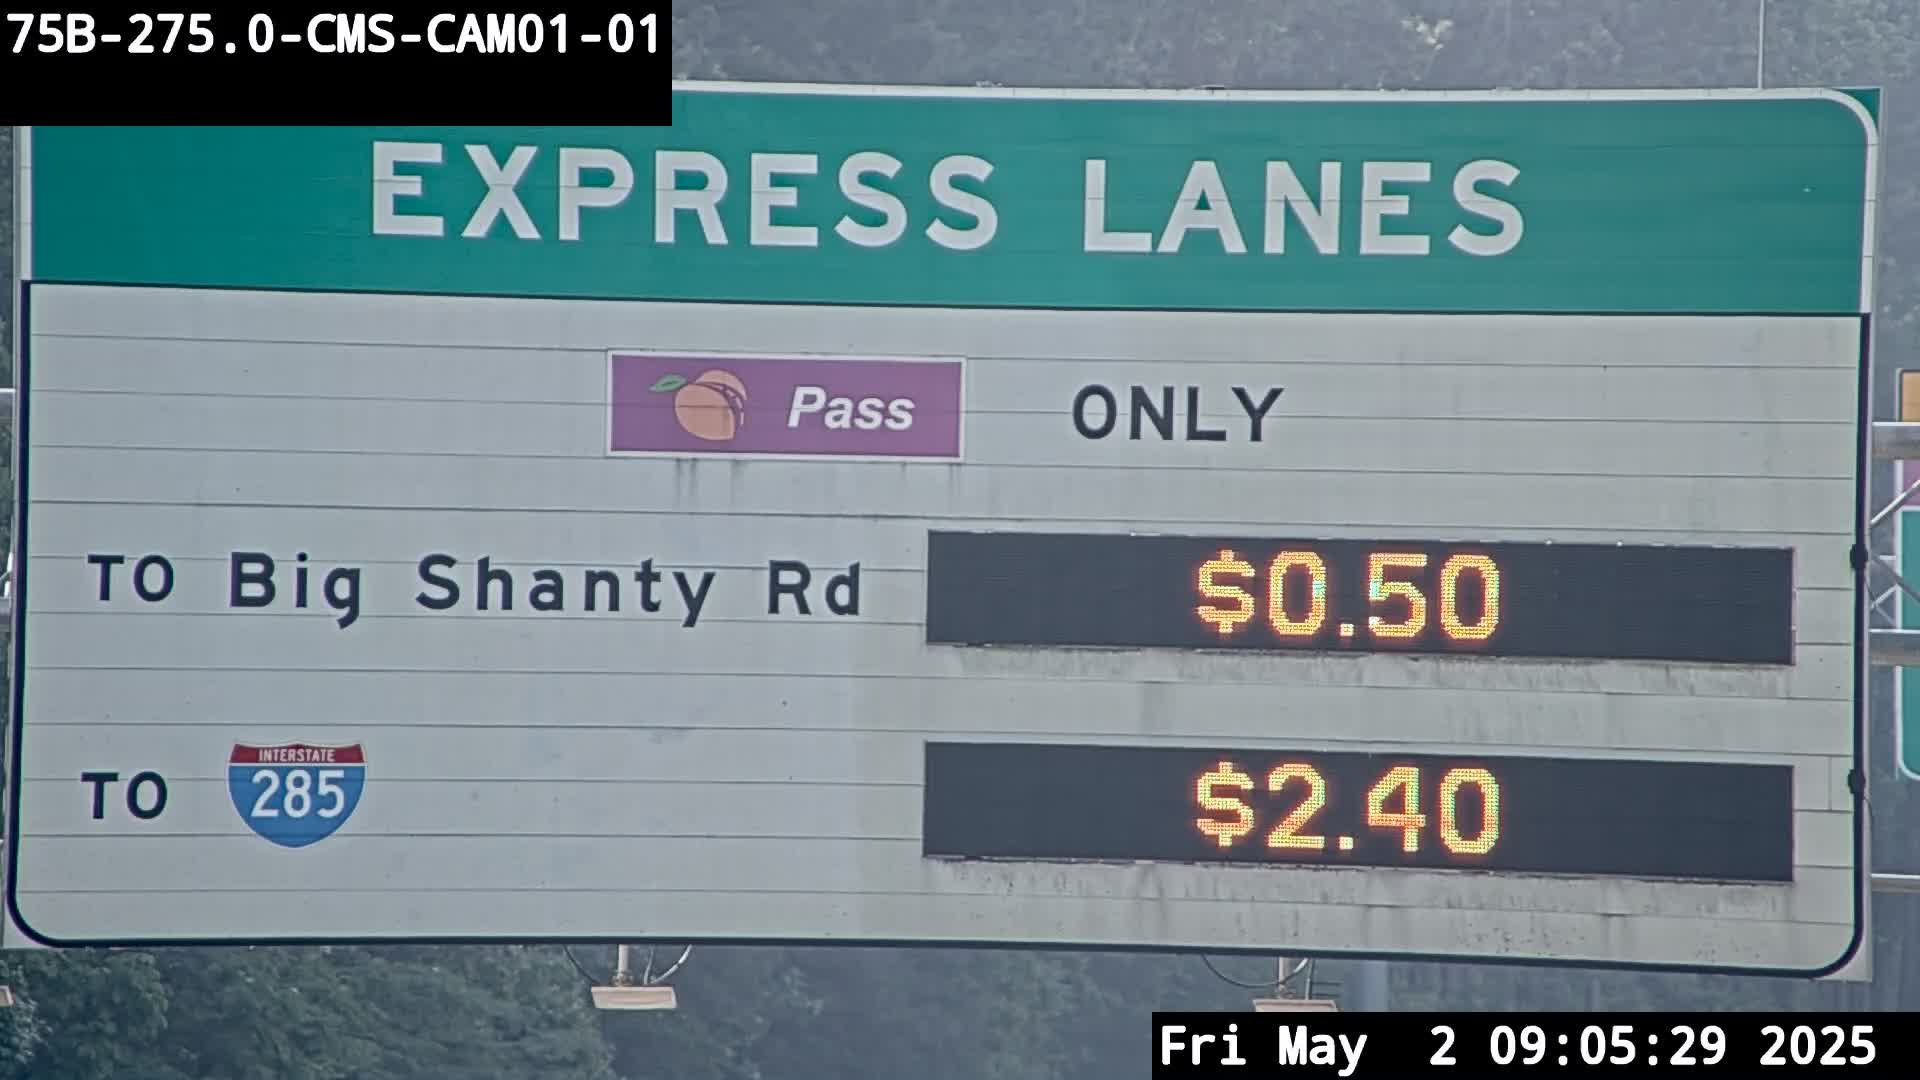 75B-275.0-CMS-CAM01-01
EXPRESS LANES
Pass ONLY
TO Big Shanty Rd $0.50
INTERSTATE
TO 285 $2.40
Fri May 2 09:05:29 2025